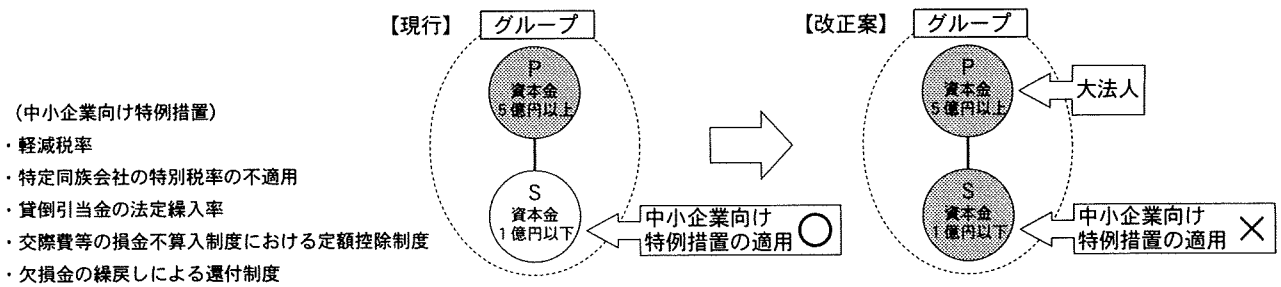 【現行】
グループ
P
資本金
5億円以上
S
資本金
1億円以下
中小企業向け
特例措置の適用 ○
【改正案】
グループ
P
資本金
5億円以上
大法人
S
資本金
1億円以下
中小企業向け
特例措置の適用 ×
(中小企業向け特例措置)
・軽減税率
・特定同族会社の特別税率の不適用
・貸倒引当金の法定繰入率
・交際費等の損金不算入制度における定額控除制度
・欠損金の繰戻しによる還付制度